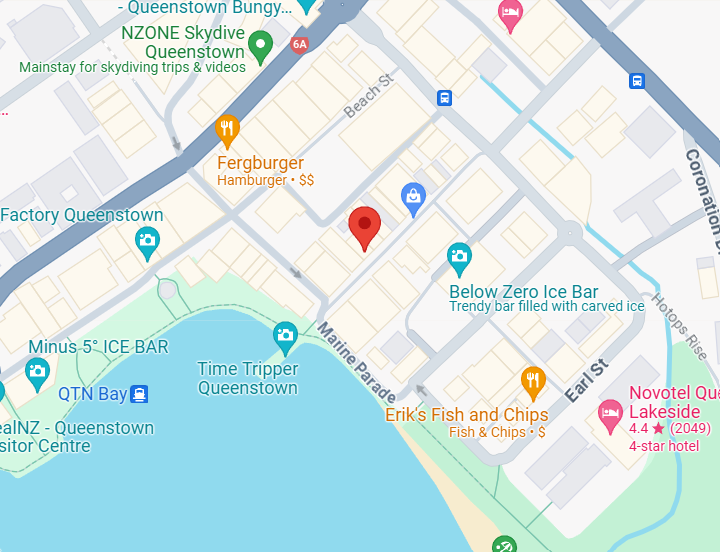 - Queenstown Bungy...
NZONE Skydive
Queenstown
Mainstay for skydiving trips & videos
6A
Beach St
Fergburger
Hamburger • $$
Coronation D
Factory Queenstown
Below Zero Ice Bar
Trendy bar filled with carved ice
Hotops Rise
Marine Parade
Minus 5° ICE BAR
Time Tripper
Queenstown
QTN Bay
Earl St
Novotel Que
Lakeside
4.4 ★ (2049)
4-star hotel
Erik's Fish and Chips
Fish & Chips • $
ealNZ - Queenstown
sitor Centre